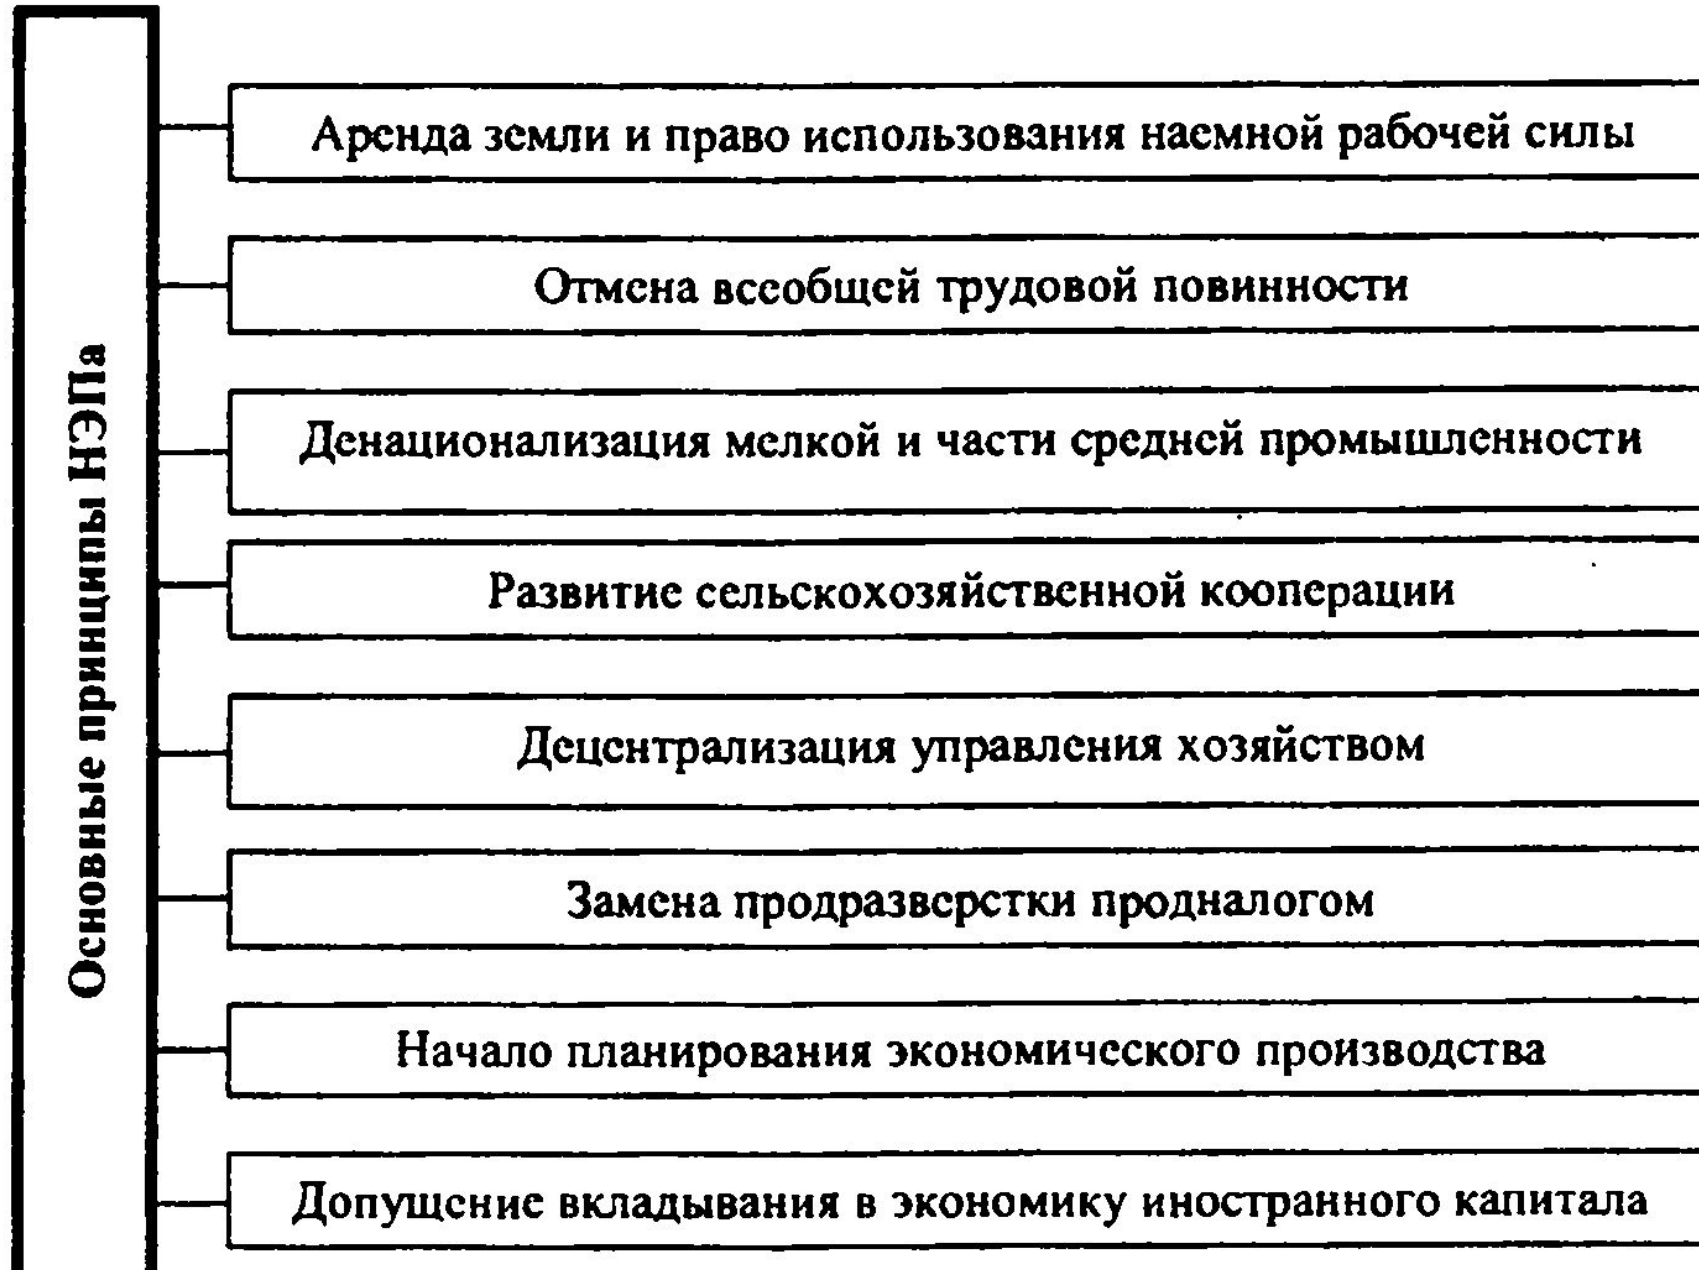 Основные принципы НЭПа
Аренда земли и право использования наемной рабочей силы
Отмена всеобщей трудовой повинности
Денационализация мелкой и части средней промышленности
Развитие сельскохозяйственной кооперации
Децентрализация управления хозяйством
Замена продразверстки продналогом
Начало планирования экономического производства
Допущение вкладывания в экономику иностранного капитала